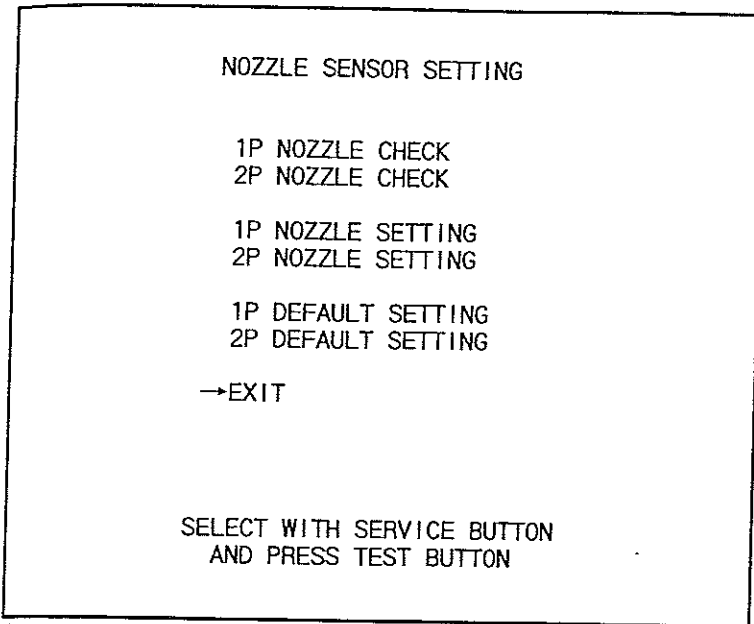 NOZZLE SENSOR SETTING
1P NOZZLE CHECK
2P NOZZLE CHECK
1P NOZZLE SETTING
2P NOZZLE SETTING
1P DEFAULT SETTING
2P DEFAULT SETTING
→EXIT
SELECT WITH SERVICE BUTTON
AND PRESS TEST BUTTON